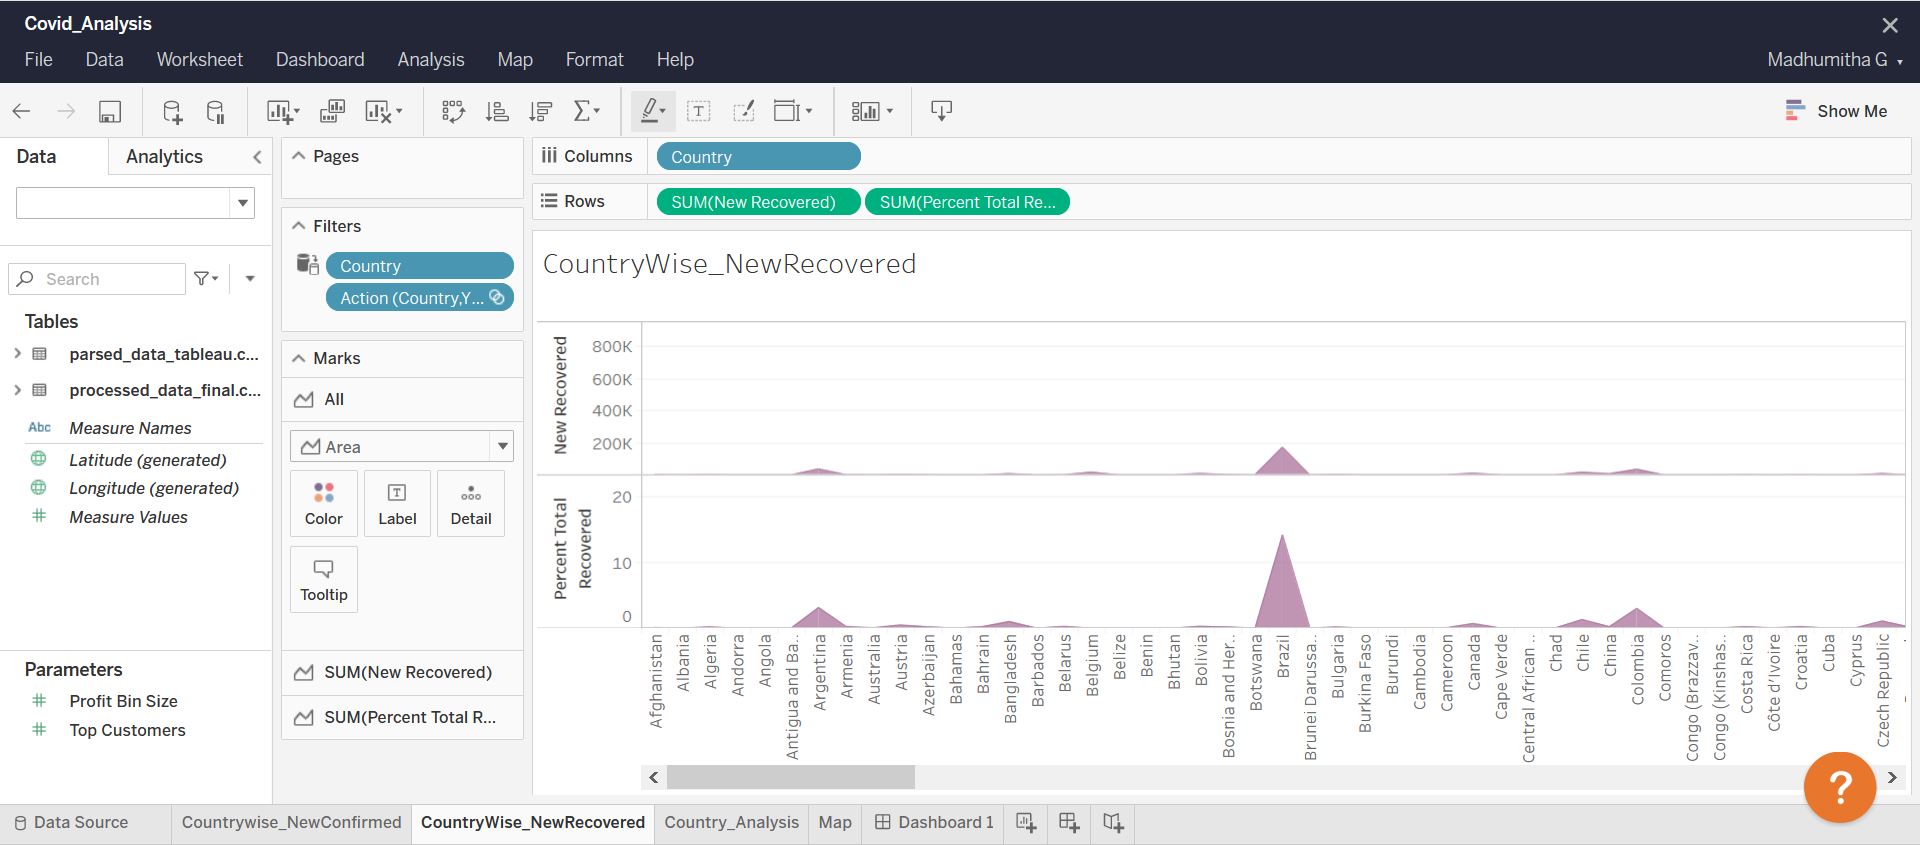 Covid_Analysis
File Data Worksheet Dashboard Analysis Map Format Help
Madhumitha G
Show Me
Data
Analytics
Search
Tables
parsed_data_tableau.c...
processed_data_final.c...
Abc Measure Names
Latitude (generated)
Longitude (generated)
Measure Values
Parameters
Profit Bin Size
Top Customers
Pages
Filters
Country
Action (Country,Y...
Marks
All
Area
Color Label Detail
Tooltip
SUM(New Recovered)
SUM(Percent Total R...
Columns
Country
Rows
SUM(New Recovered) SUM(Percent Total Re...
CountryWise_NewRecovered
New Recovered
800K
600K
400K
200K
Percent Total
Recovered
20
10
0
Afghanistan
Albania
Algeria
Andorra
Angola
Antigua and Ba..
Argentina
Armenia
Australia
Austria
Azerbaijan
Bahamas
Bahrain
Bangladesh
Barbados
Belarus
Belgium
Belize
Benin
Bhutan
Bolivia
Bosnia and Her..
Botswana
Brazil
Brunei Darussa..
Bulgaria
Burkina Faso
Burundi
Cambodia
Cameroon
Canada
Cape Verde
Central African ..
Chad
Chile
China
Colombia
Comoros
Congo (Brazzav..
Congo (Kinshas..
Costa Rica
Côte d'Ivoire
Croatia
Cuba
Cyprus
Czech Republic
?
Data Source Countrywise_NewConfirmed CountryWise_NewRecovered Country_Analysis Map Dashboard 1